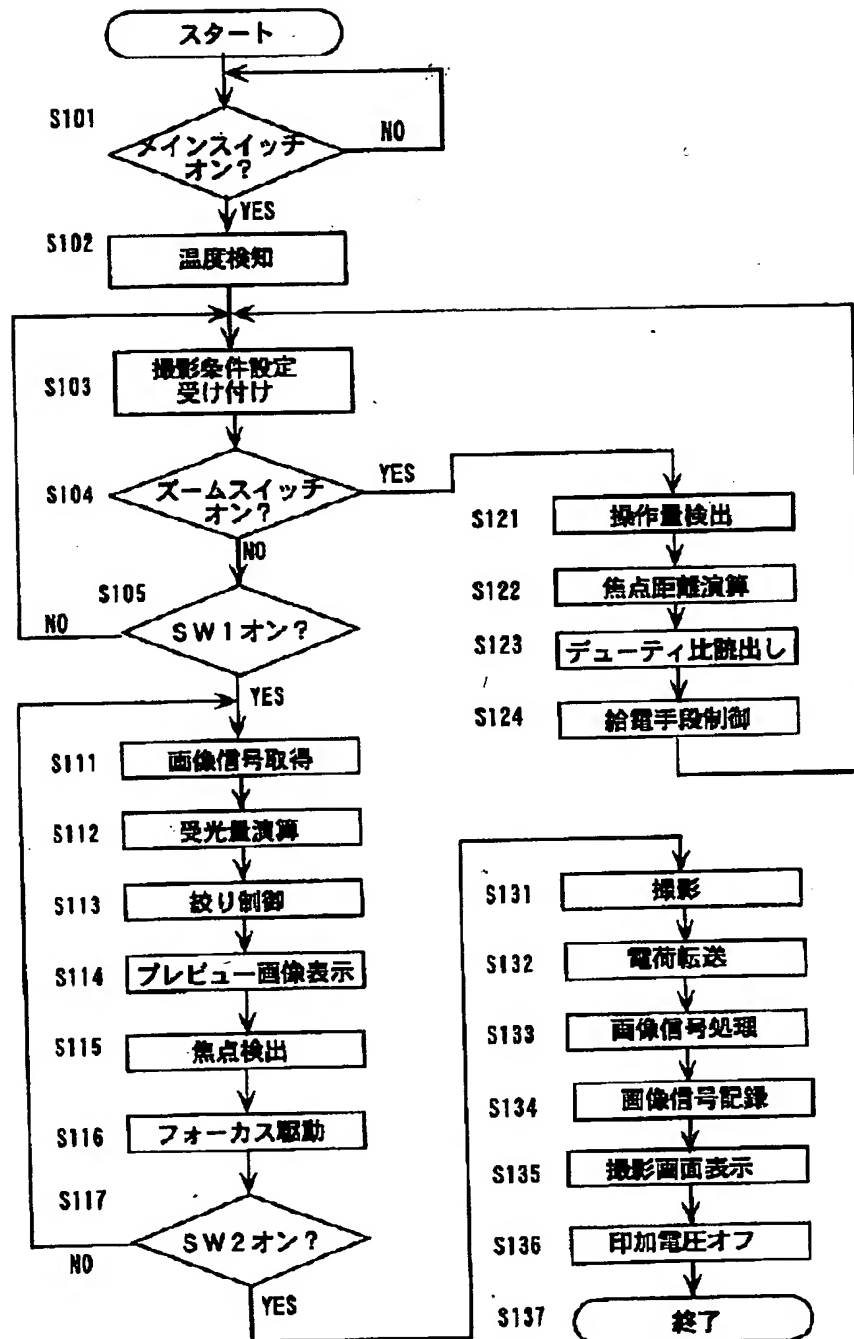 スタート
S101
メインスイッチ
オン？
NO
YES
S102
温度検知
S103
撮影条件設定
受け付け
S104
ズームスイッチ
オン？
YES
NO
S105
SW1オン？
NO
YES
S111
画像信号取得
S112
受光量演算
S113
絞り制御
S114
プレビュー画像表示
S115
焦点検出
S116
フォーカス駆動
S117
SW2オン？
NO
YES
S121
操作量検出
S122
焦点距離演算
S123
デューティ比読出し
S124
給電手段制御
S131
撮影
S132
電荷転送
S133
画像信号処理
S134
画像信号記録
S135
撮影画面表示
S136
印加電圧オフ
S137
終了